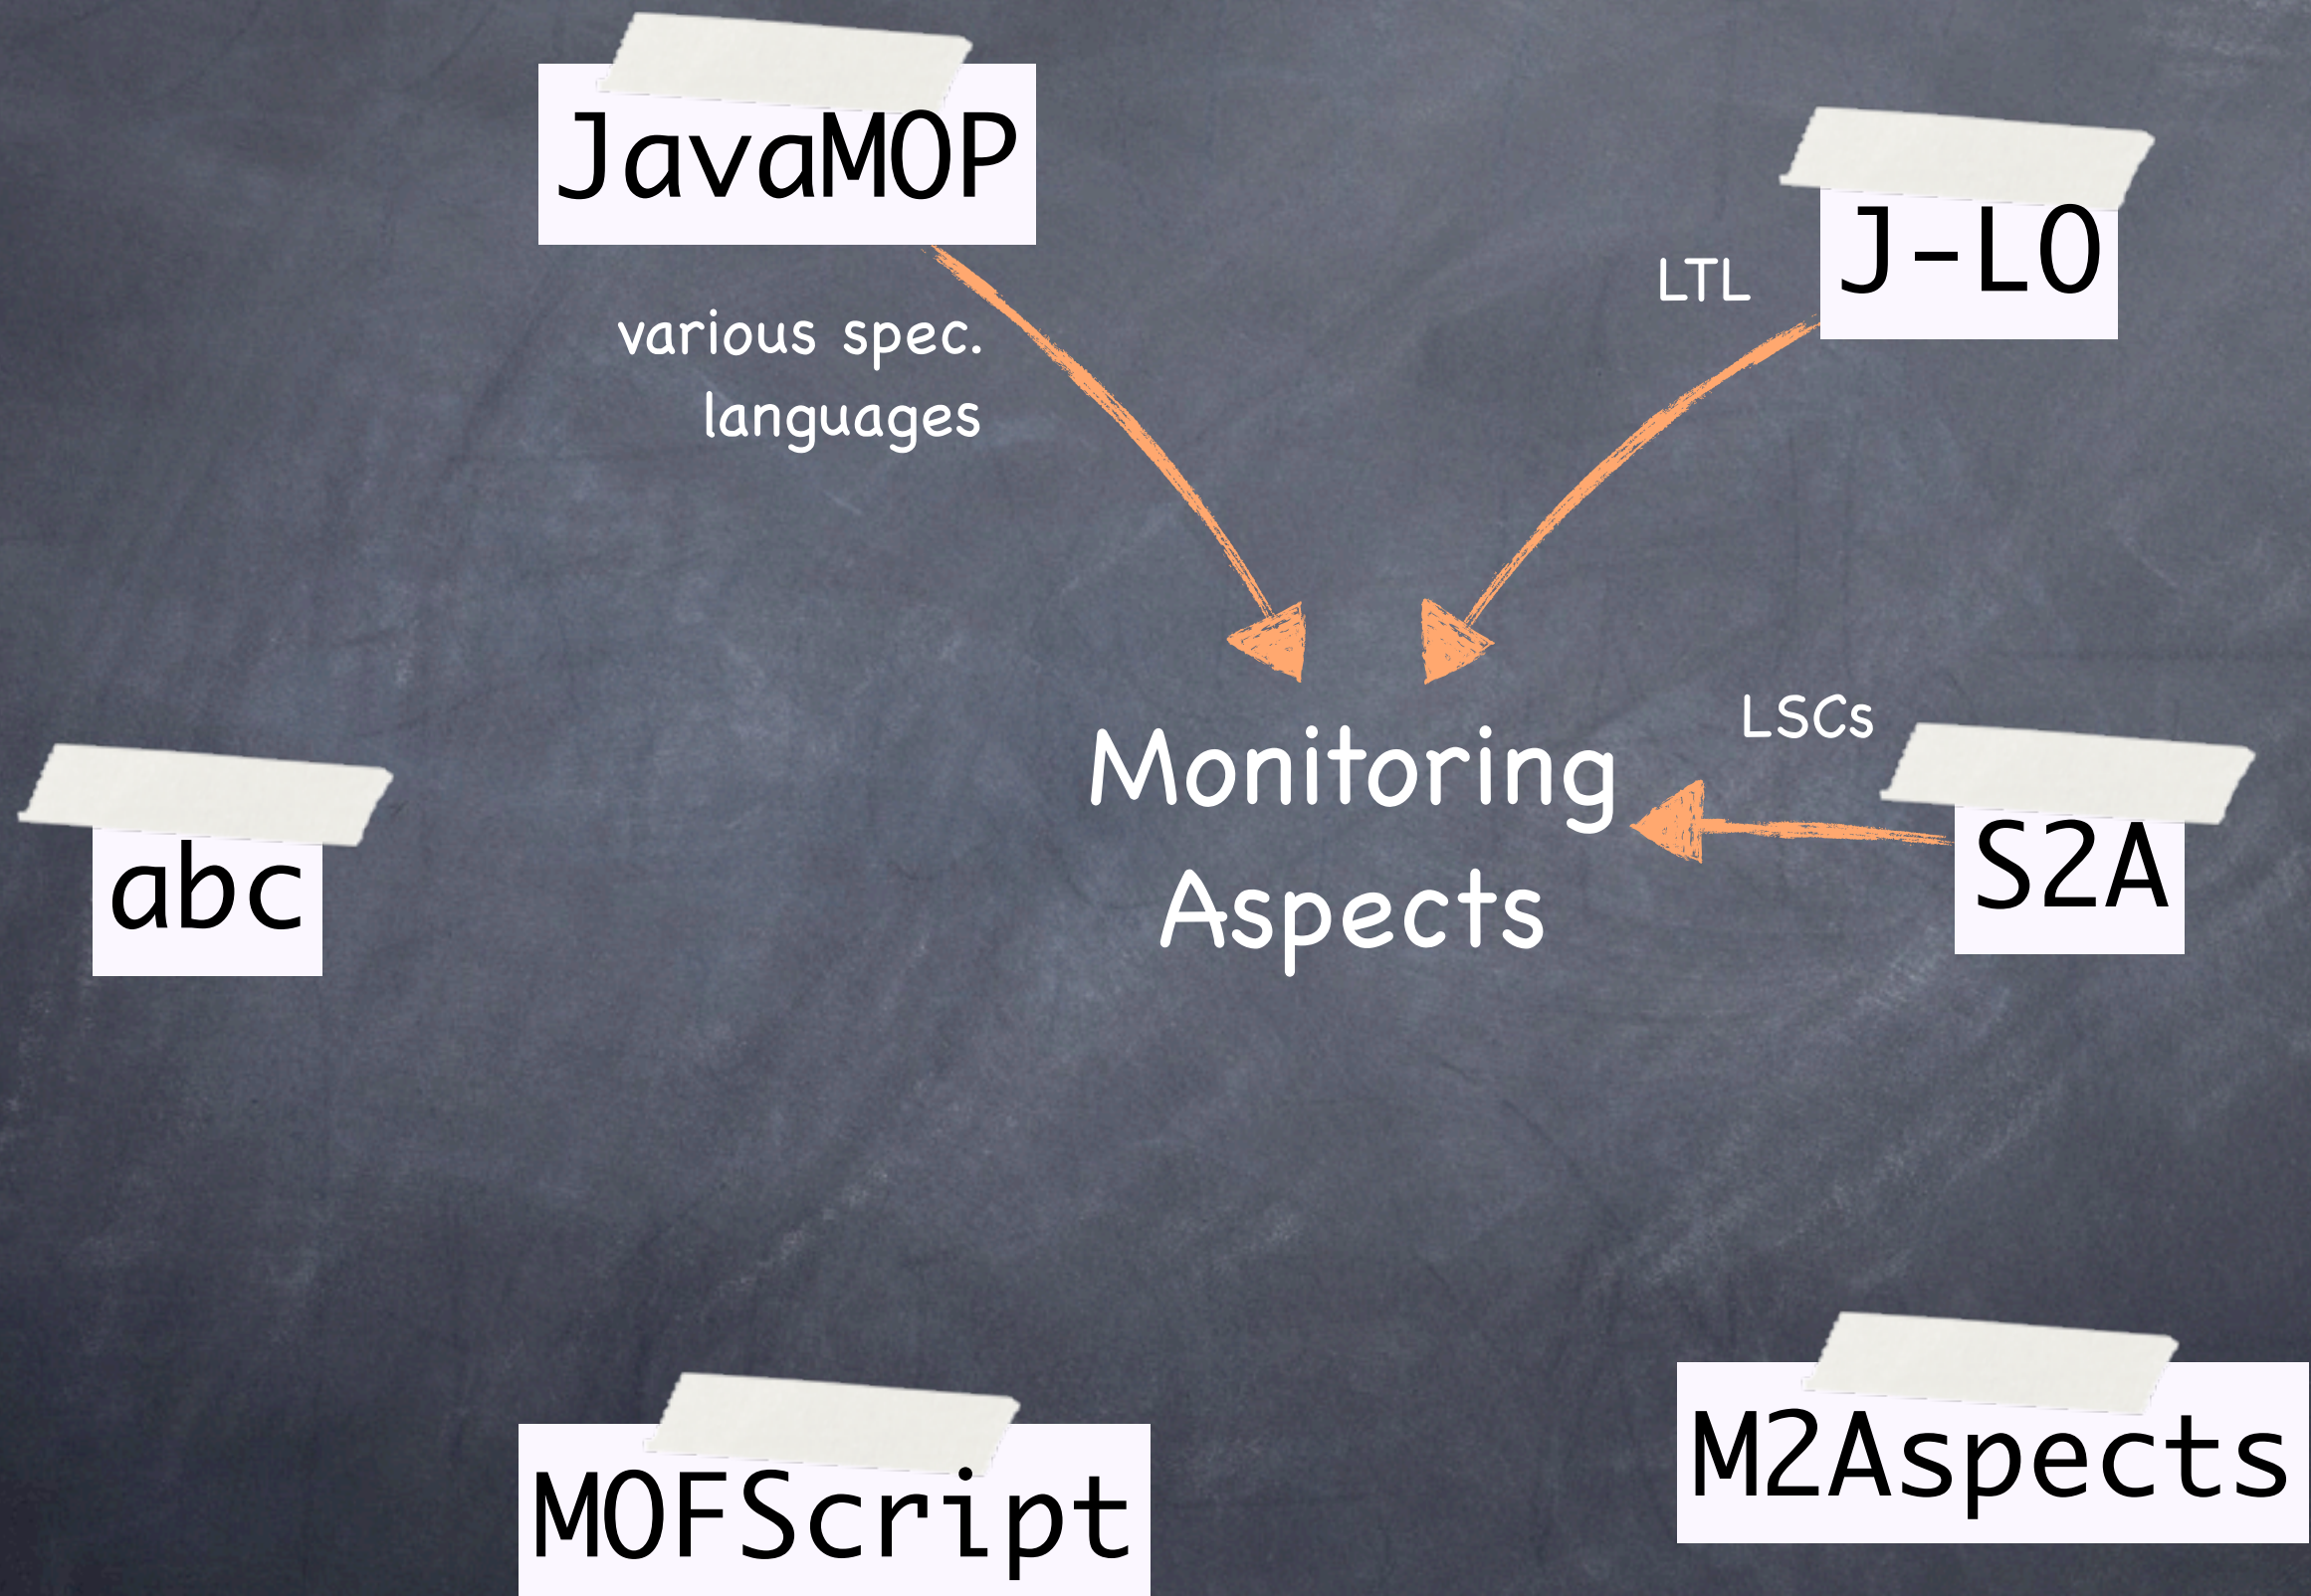 JavaMOP
J-LO
LTL
various spec.
languages
LSCs
Monitoring
Aspects
S2A
abc
M2Aspects
MOFScript